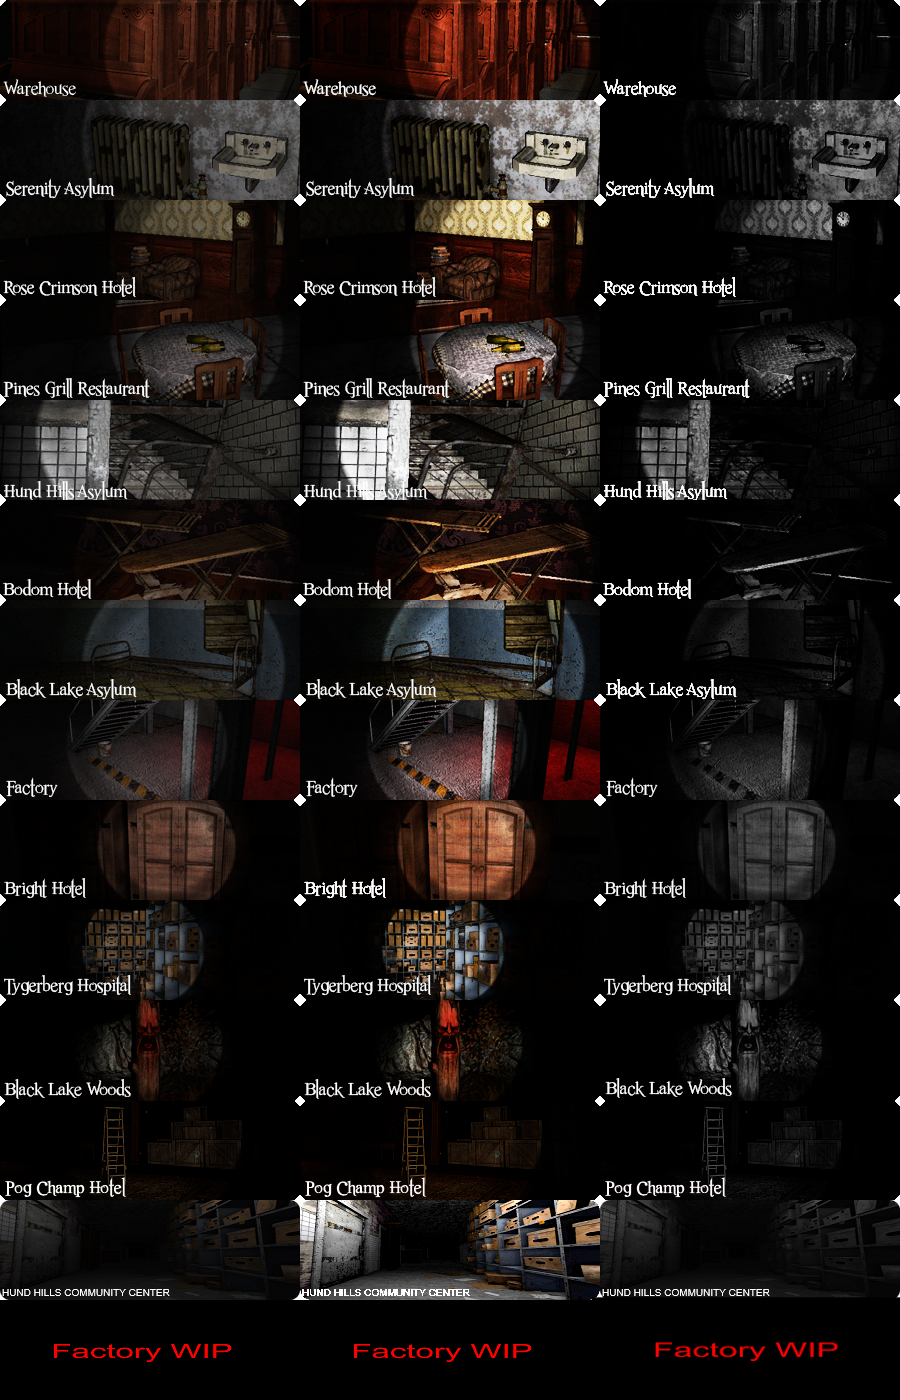 Warehouse Warehouse Warehouse
Serenity Asylum Serenity Asylum Serenity Asylum
Rose Crimson Hotel Rose Crimson Hotel Rose Crimson Hotel
Pines Grill Restaurant Pines Grill Restaurant Pines Grill Restaurant
Hund Hills Asylum Hund Hills Asylum Hund Hills Asylum
Bodom Hotel Bodom Hotel Bodom Hotel
Black Lake Asylum Black Lake Asylum Black Lake Asylum
Factory Factory Factory
Bright Hotel Bright Hotel Bright Hotel
Tygerberg Hospital Tygerberg Hospital Tygerberg Hospital
Black Lake Woods Black Lake Woods Black Lake Woods
Pog Champ Hotel Pog Champ Hotel Pog Champ Hotel
HUND HILLS COMMUNITY CENTER HUND HILLS COMMUNITY CENTER HUND HILLS COMMUNITY CENTER
Factory WIP Factory WIP Factory WIP